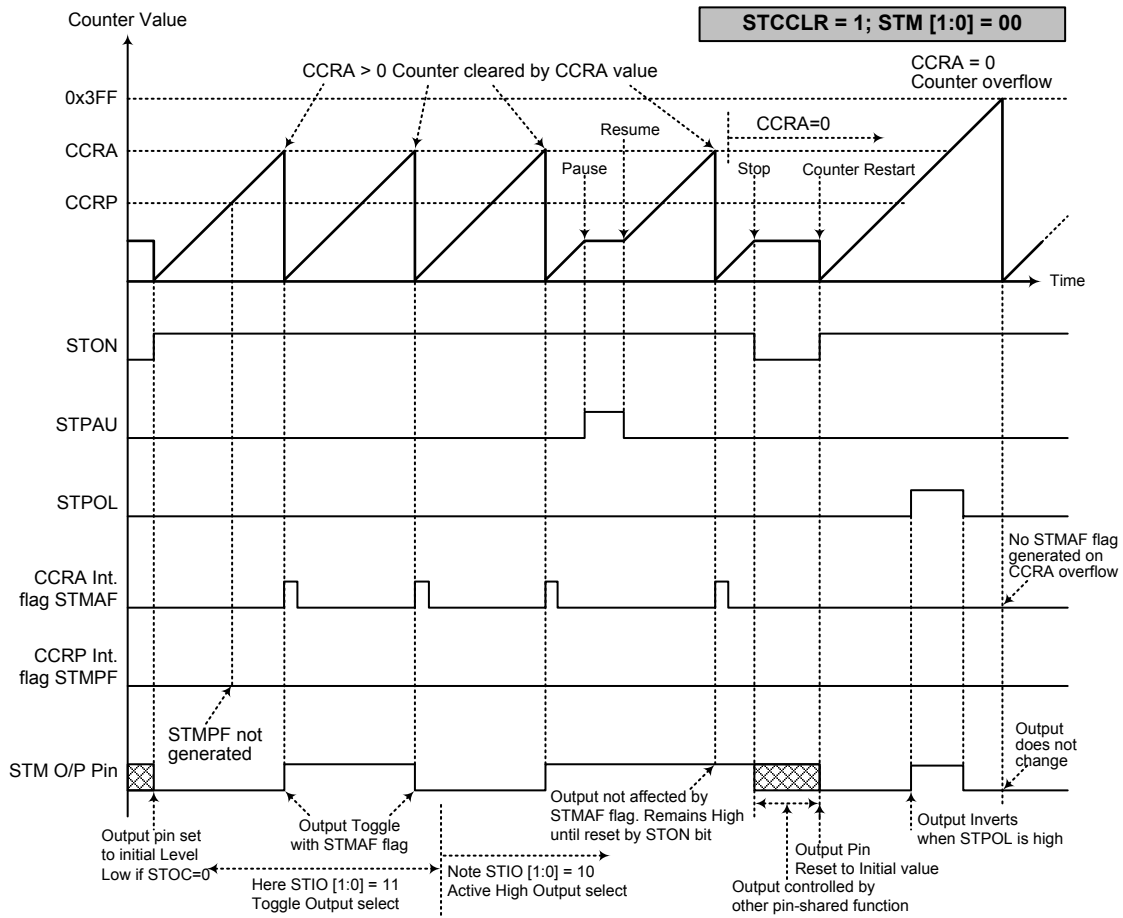 Counter Value
STCCLR = 1; STM [1:0] = 00
CCRA > 0 Counter cleared by CCRA value
CCRA = 0
Counter overflow
0x3FF
Resume
CCRA=0
CCRA
Pause
Stop
Counter Restart
CCRP
Time
STON
STPAU
STPOL
No STMAF flag
generated on
CCRA overflow
CCRA Int.
flag STMAF
CCRP Int.
flag STMPF
STMPF not
generated
Output
does not
change
STM O/P Pin
Output pin set
to initial Level
Low if STOC=0
Output Toggle
with STMAF flag
Output not affected by
STMAF flag. Remains High
until reset by STON bit
Output Inverts
when STPOL is high
Output Pin
Reset to Initial value
Here STIO [1:0] = 11
Toggle Output select
Note STIO [1:0] = 10
Active High Output select
Output controlled by
other pin-shared function